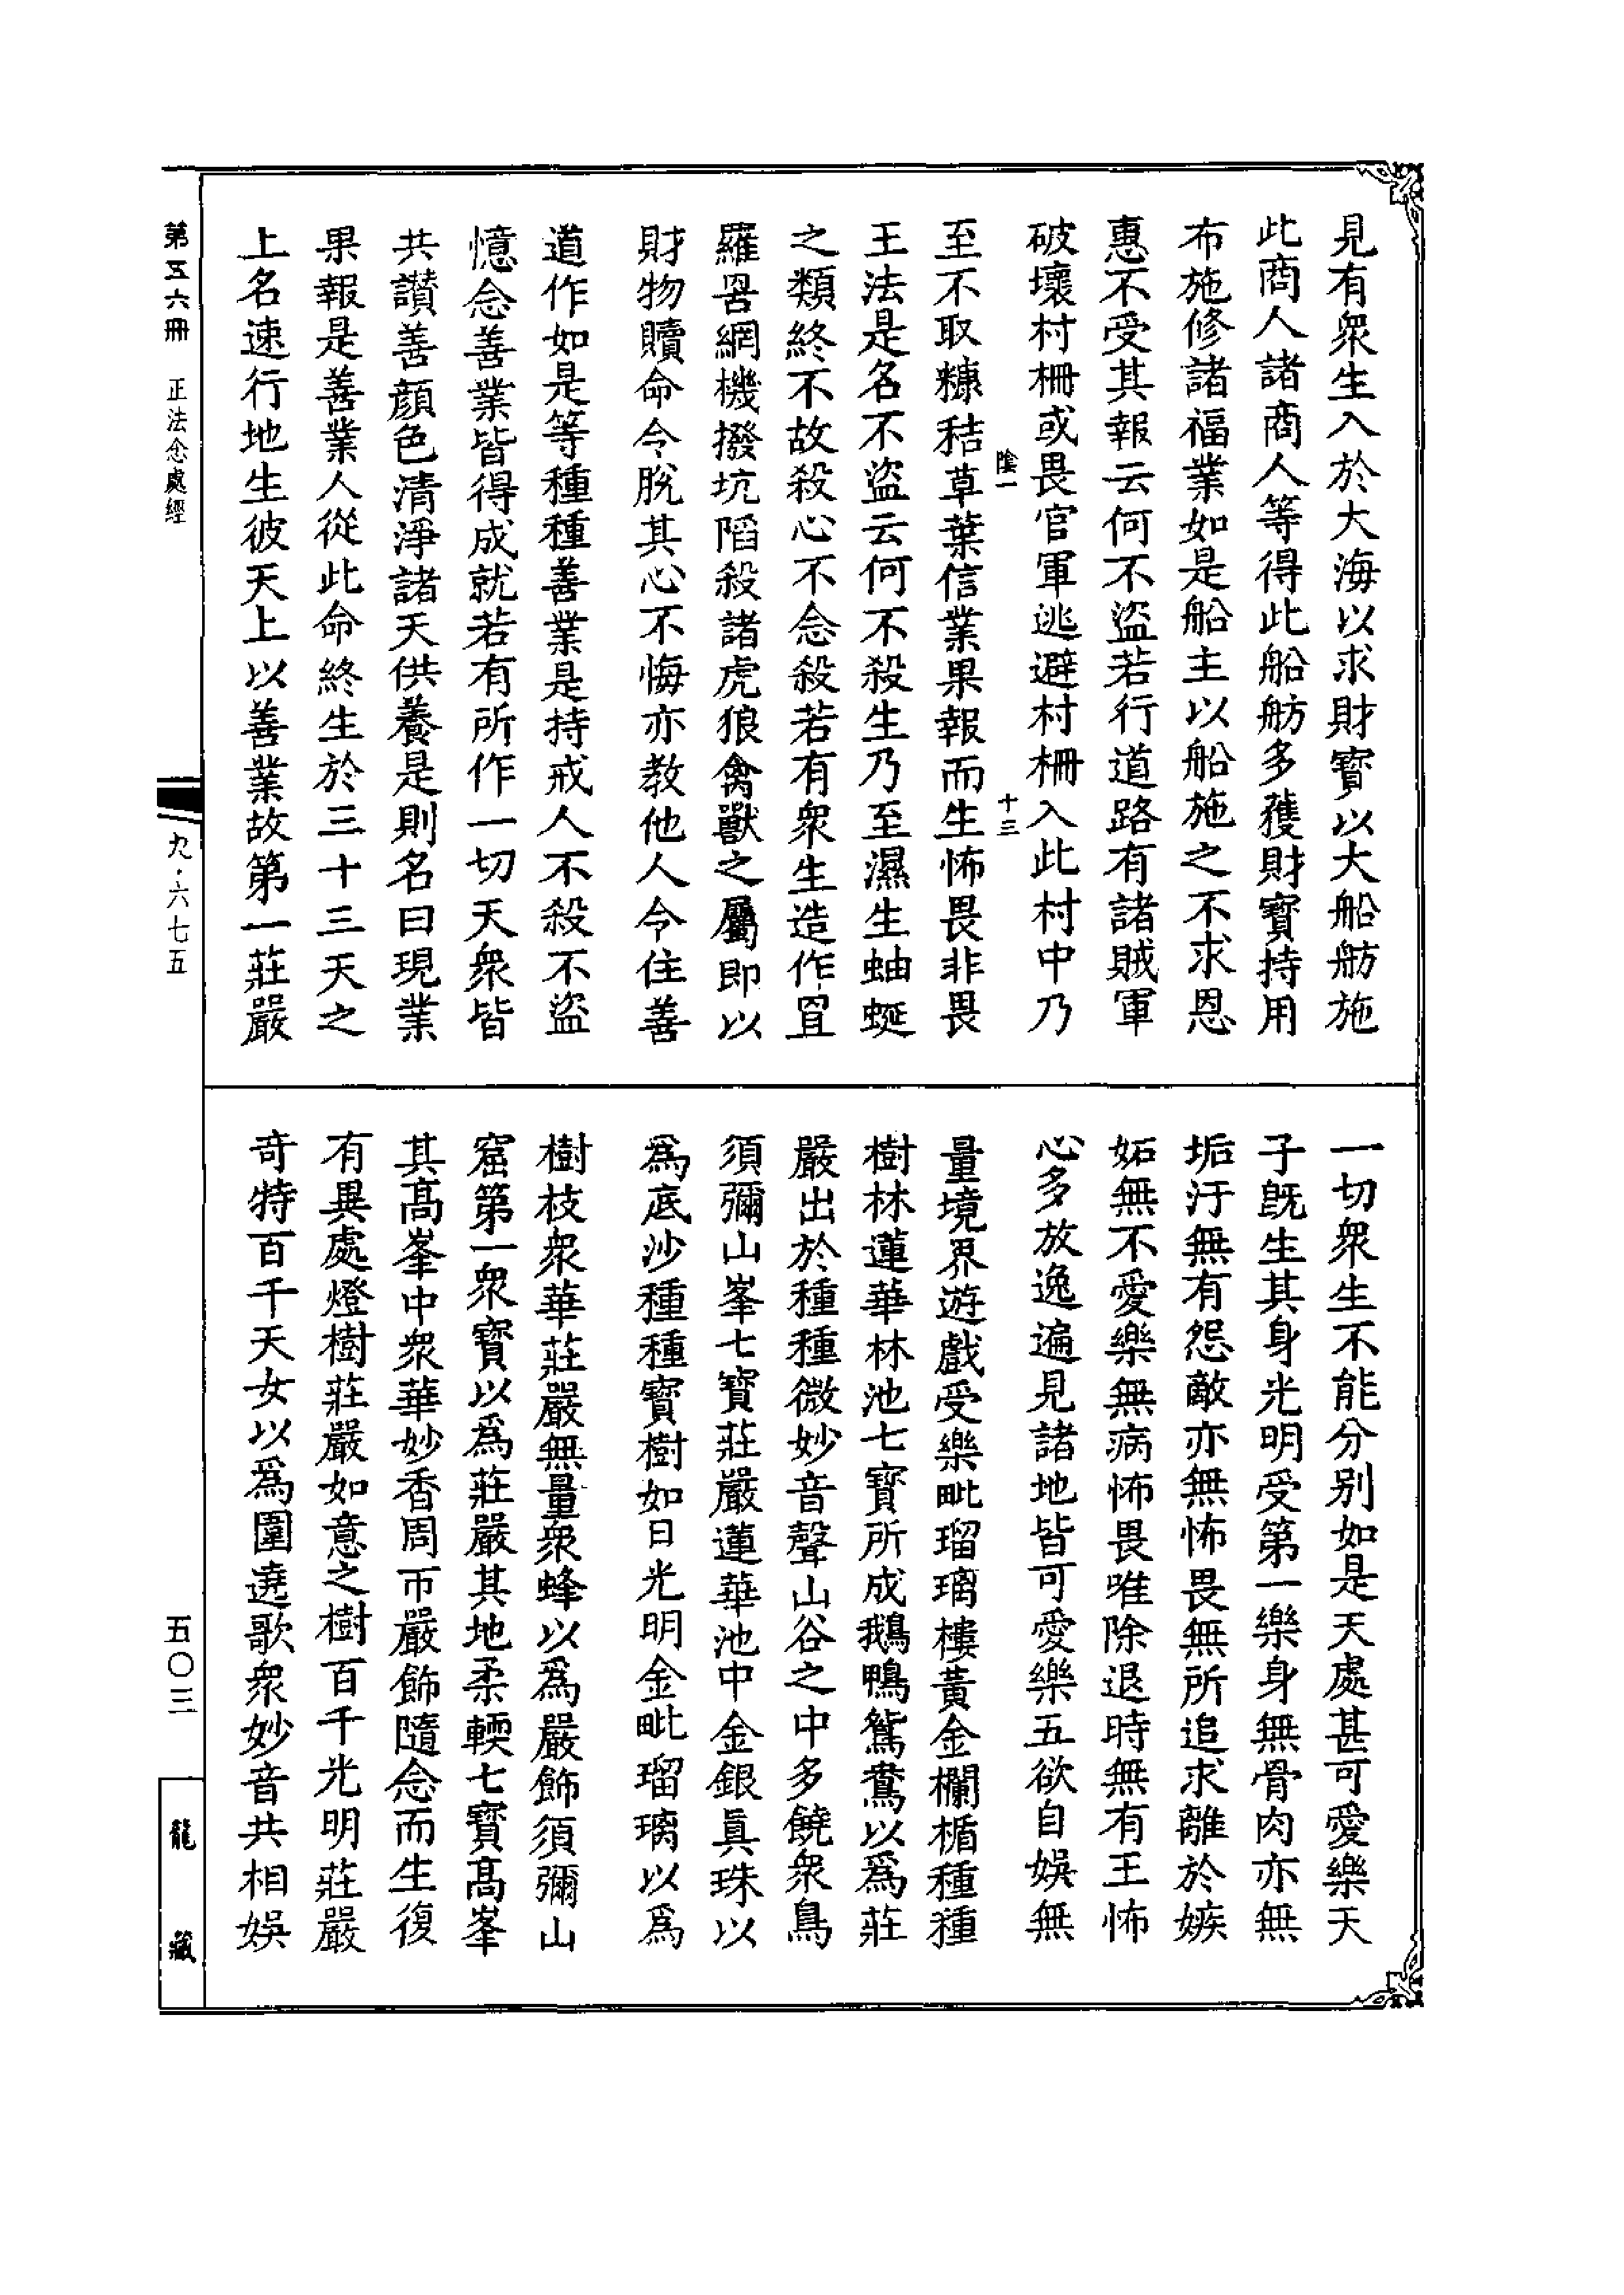 見有衆生入於大海以求財寳以大船舫施
此商人諸商人等得此船舫多獲財寳持用
布施修諸福業如是船主以船施之不求恩
惠不受其報云何不盜若行道路有諸賊軍
破壞村柵或畏官軍逃避村柵入此村中乃
陰一
十三
至不取糠秸草葉信業果報而生怖畏非畏
王法是名不盜云何不殺生乃至濕生蚰蜒
之類終不故殺心不念殺若有衆生造作罝
羅罟網機撥坑陷殺諸虎狼禽獸之屬即以
財物贖命令脫其心不悔亦教他人令住善
道作如是等種種善業是持戒人不殺不盜
憶念善業皆得成就若有所作一切天衆皆
共讃善顏色清淨諸天供養是則名曰現業
果報是善業人從此命終生於三十三天之
上名速行地生彼天上以善業故第一莊嚴
一切衆生不能分別如是天處甚可愛樂天
子旣生其身光明受第一樂身無骨肉亦無
垢汙無有怨敵亦無怖畏無所追求離於嫉
妬無不愛樂無病怖畏唯除退時無有王怖
心多放逸遍見諸地皆可愛樂五欲自娛無
量境界遊戲受樂毗瑠璃樓黃金欄楯種種
樹林蓮華林池七寳所成鵝鴨鴛鴦以爲莊
嚴出於種種微妙音聲山谷之中多饒衆鳥
須彌山峯七寳莊嚴蓮華池中金銀眞珠以
爲底沙種種寳樹如日光明金毗瑠璃以爲
樹枝衆華莊嚴無量衆蜂以爲嚴飾須彌山
窟第一衆寳以爲莊嚴其地柔輭七寳髙峯
其髙峯中衆華妙香周帀嚴飾隨念而生復
有異處燈樹莊嚴如意之樹百千光明莊嚴
奇特百千天女以爲圍遶歌衆妙音共相娛
第五六冊　正法念處經
九·六七五
五〇三
龍藏